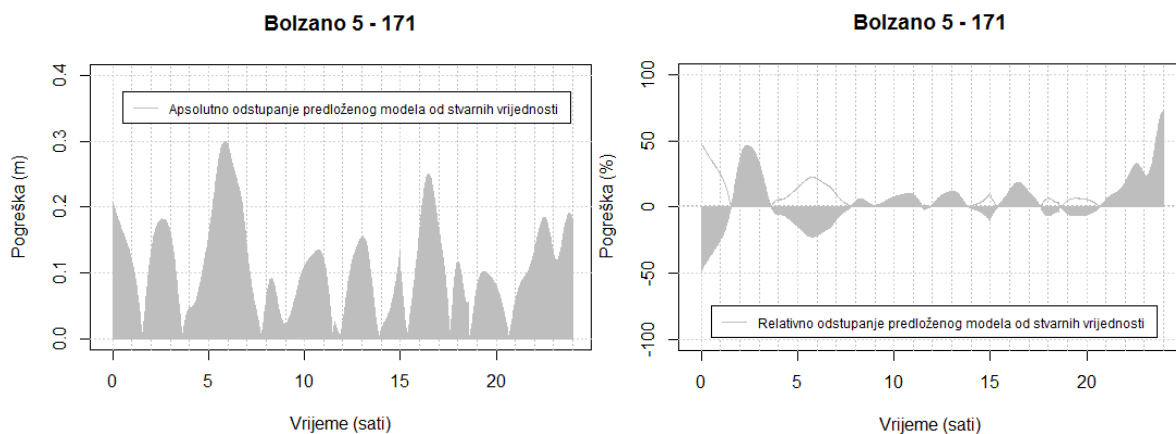 Bolzano 5 - 171
Pogreška (m)
0.4
0.3
0.2
0.1
0.0
Apsolutno odstupanje predloženog modela od stvarnih vrijednosti
0 5 10 15 20
Vrijeme (sati)
Bolzano 5 - 171
Pogreška (%)
100
50
0
-50
-100
Relativno odstupanje predloženog modela od stvarnih vrijednosti
0 5 10 15 20
Vrijeme (sati)